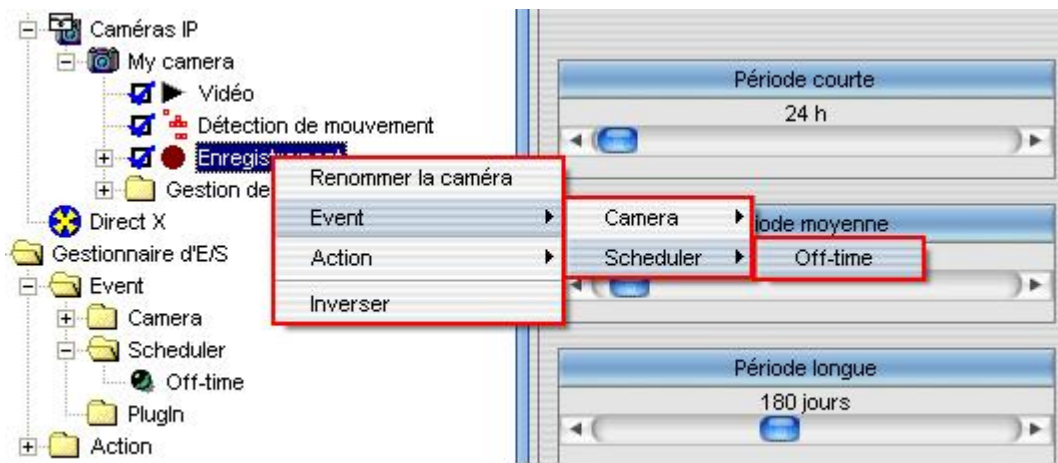 Caméras IP
My camera
Vidéo
Détection de mouvement
Gestion de
Direct X
Gestionnaire d'E/S
Event
Camera
Scheduler
Off-time
PlugIn
Action
Renommer la caméra
Event
Action
Inverser
Camera
Scheduler
Off-time
Période courte
24 h
iode moyenne
Période longue
180 jours